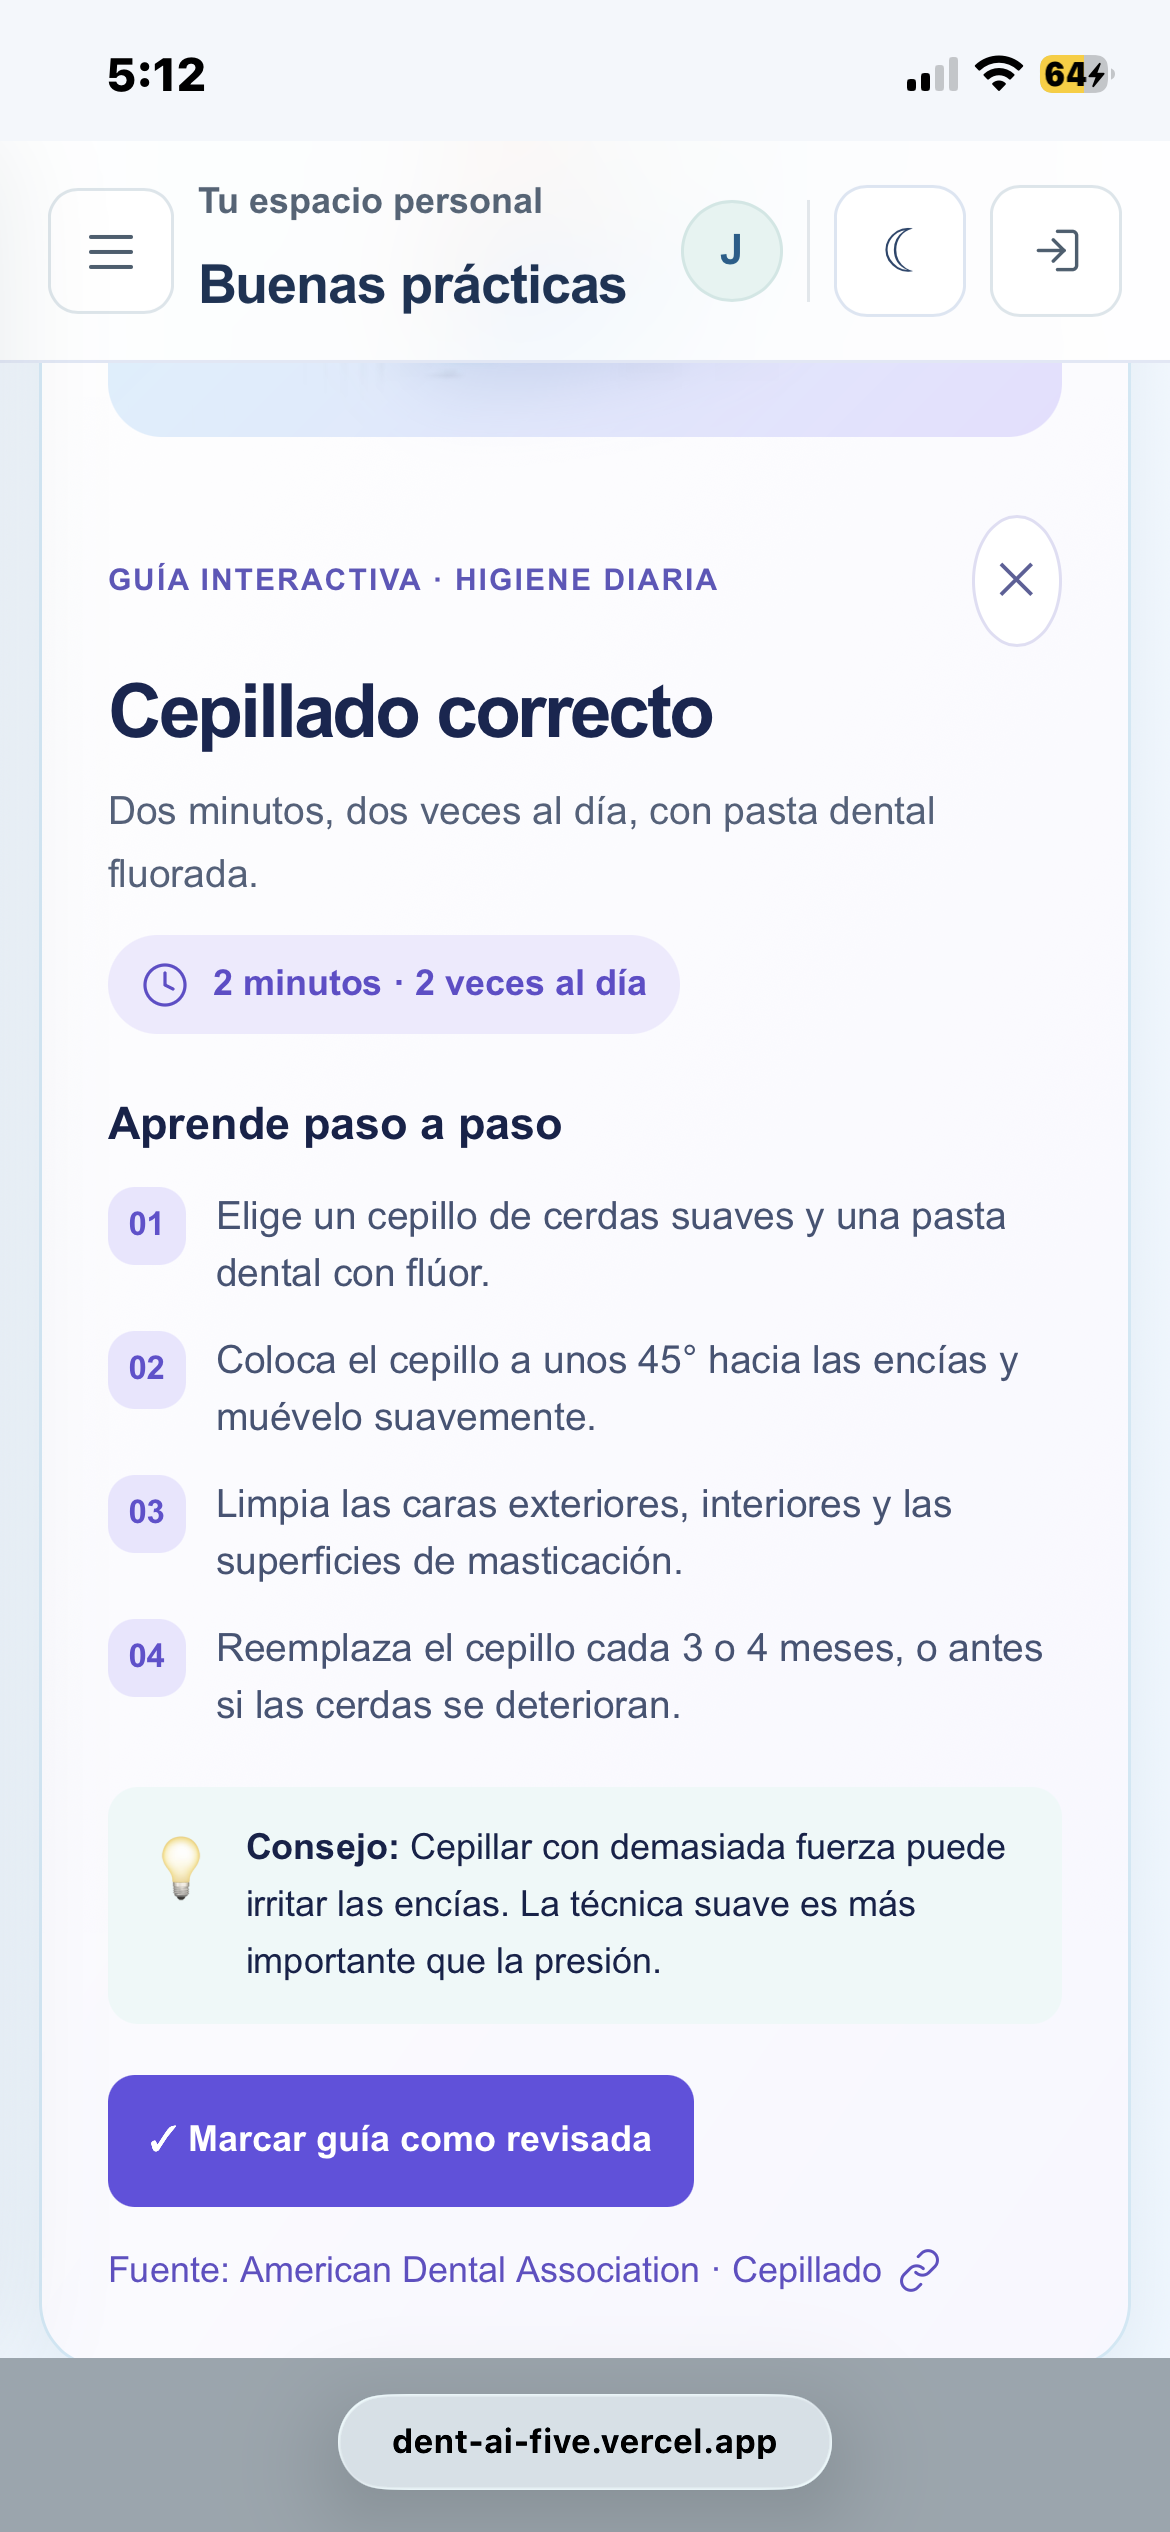 5:12
64
Tu espacio personal
Buenas prácticas
J
GUÍA INTERACTIVA · HIGIENE DIARIA
Cepillado correcto
Dos minutos, dos veces al día, con pasta dental
fluorada.
2 minutos · 2 veces al día
Aprende paso a paso
01
Elige un cepillo de cerdas suaves y una pasta
dental con flúor.
02
Coloca el cepillo a unos 45° hacia las encías y
muévelo suavemente.
03
Limpia las caras exteriores, interiores y las
superficies de masticación.
04
Reemplaza el cepillo cada 3 o 4 meses, o antes
si las cerdas se deterioran.
Consejo: Cepillar con demasiada fuerza puede
irritar las encías. La técnica suave es más
importante que la presión.
✓ Marcar guía como revisada
Fuente: American Dental Association · Cepillado
dent-ai-five.vercel.app